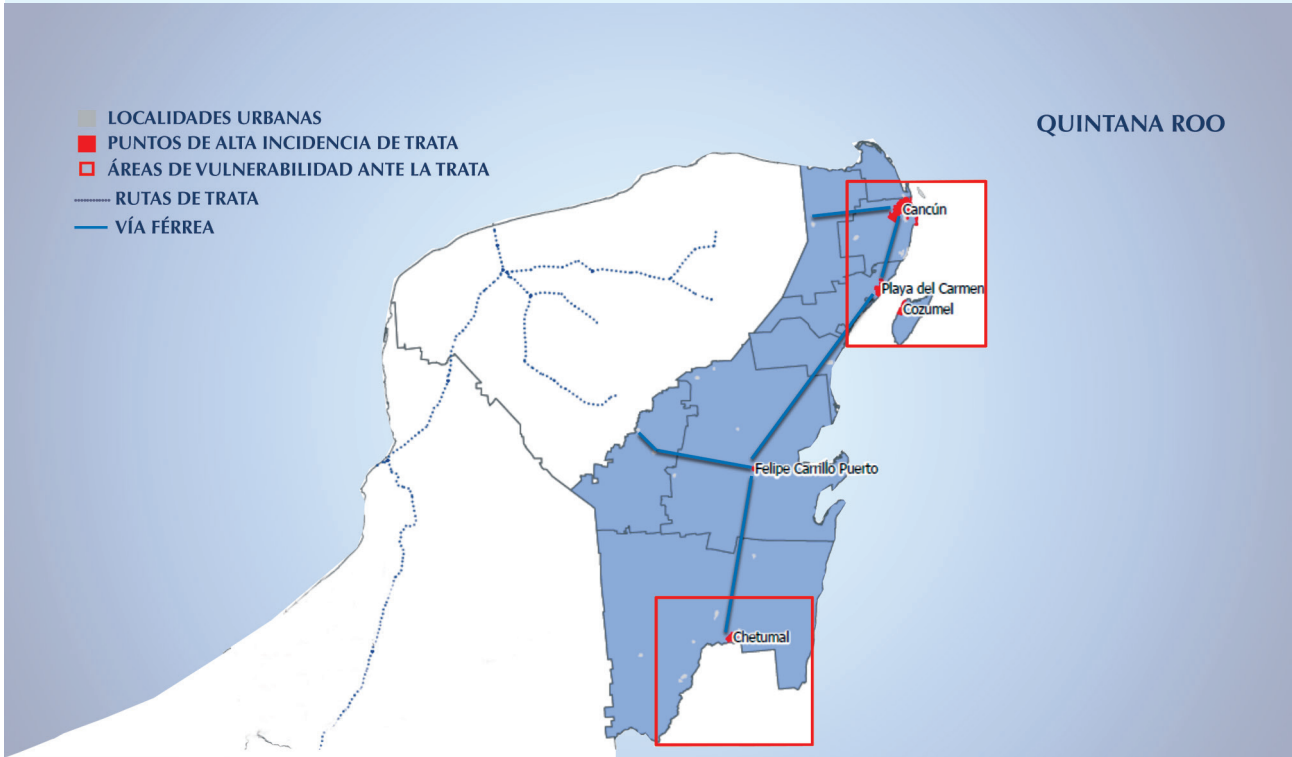 LOCALIDADES URBANAS
PUNTOS DE ALTA INCIDENCIA DE TRATA
ÁREAS DE VULNERABILIDAD ANTE LA TRATA
RUTAS DE TRATA
VÍA FÉRREA
QUINTANA ROO
Cancún
Playa del Carmen
Cozumel
Felipe Carrillo Puerto
Chetumal